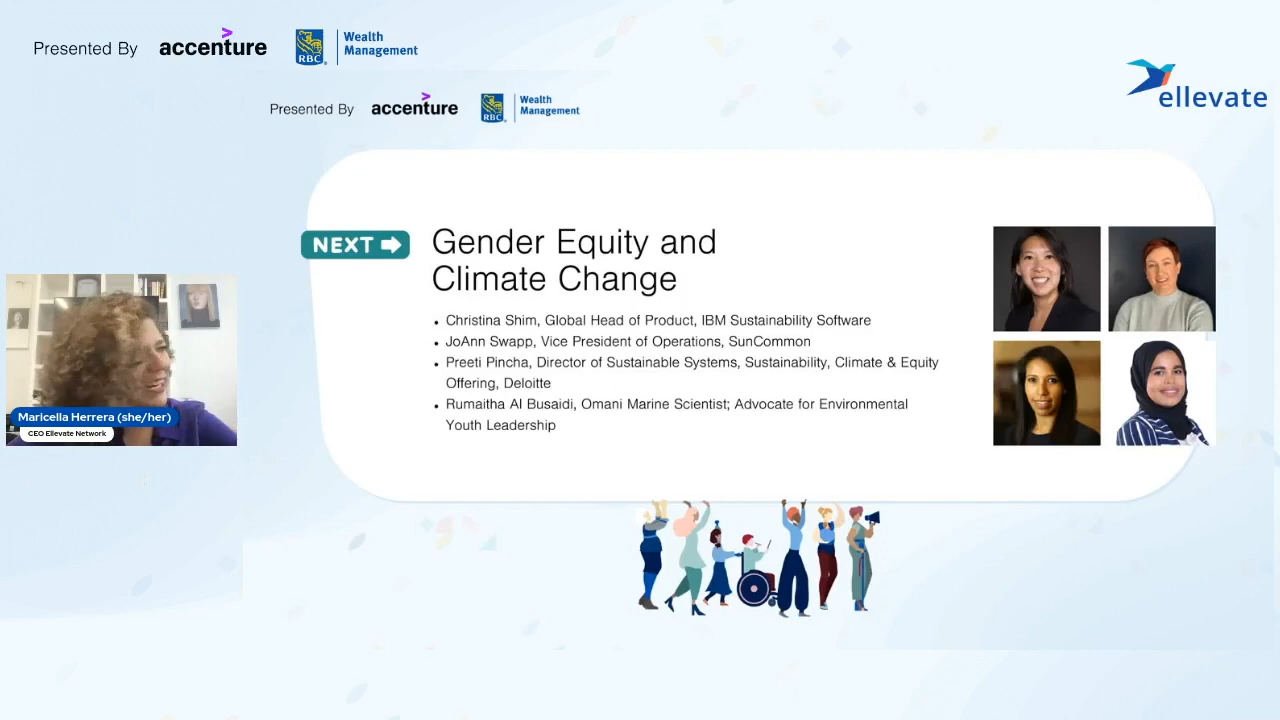 Presented By accenture RBC Wealth Management
ellevate
Presented By accenture RBC Wealth Management
NEXT
Gender Equity and
Climate Change
• Christina Shim, Global Head of Product, IBM Sustainability Software
• JoAnn Swapp, Vice President of Operations, SunCommon
• Preeti Pincha, Director of Sustainable Systems, Sustainability, Climate & Equity
Offering, Deloitte
• Rumaitha Al Busaidi, Omani Marine Scientist; Advocate for Environmental
Youth Leadership
Maricella Herrera (she/her)
CEO Ellevate Network